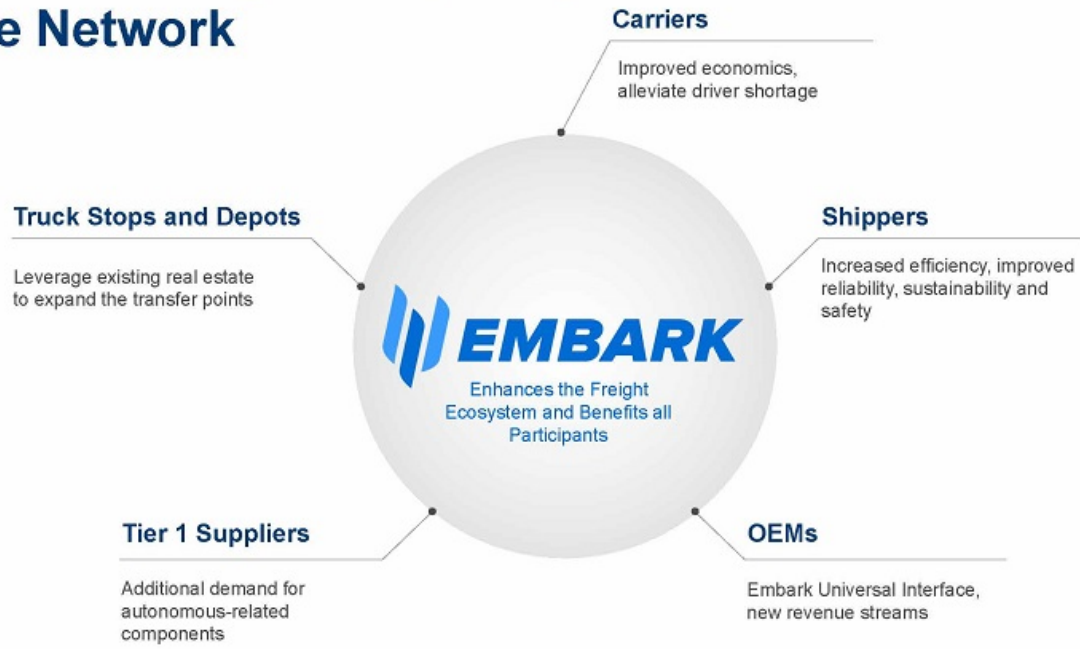 e Network
Carriers
Improved economics,
alleviate driver shortage
Truck Stops and Depots
Leverage existing real estate
to expand the transfer points
Shippers
Increased efficiency, improved
reliability, sustainability and
safety
EMBARK
Enhances the Freight
Ecosystem and Benefits all
Participants
Tier 1 Suppliers
Additional demand for
autonomous-related
components
OEMs
Embark Universal Interface,
new revenue streams